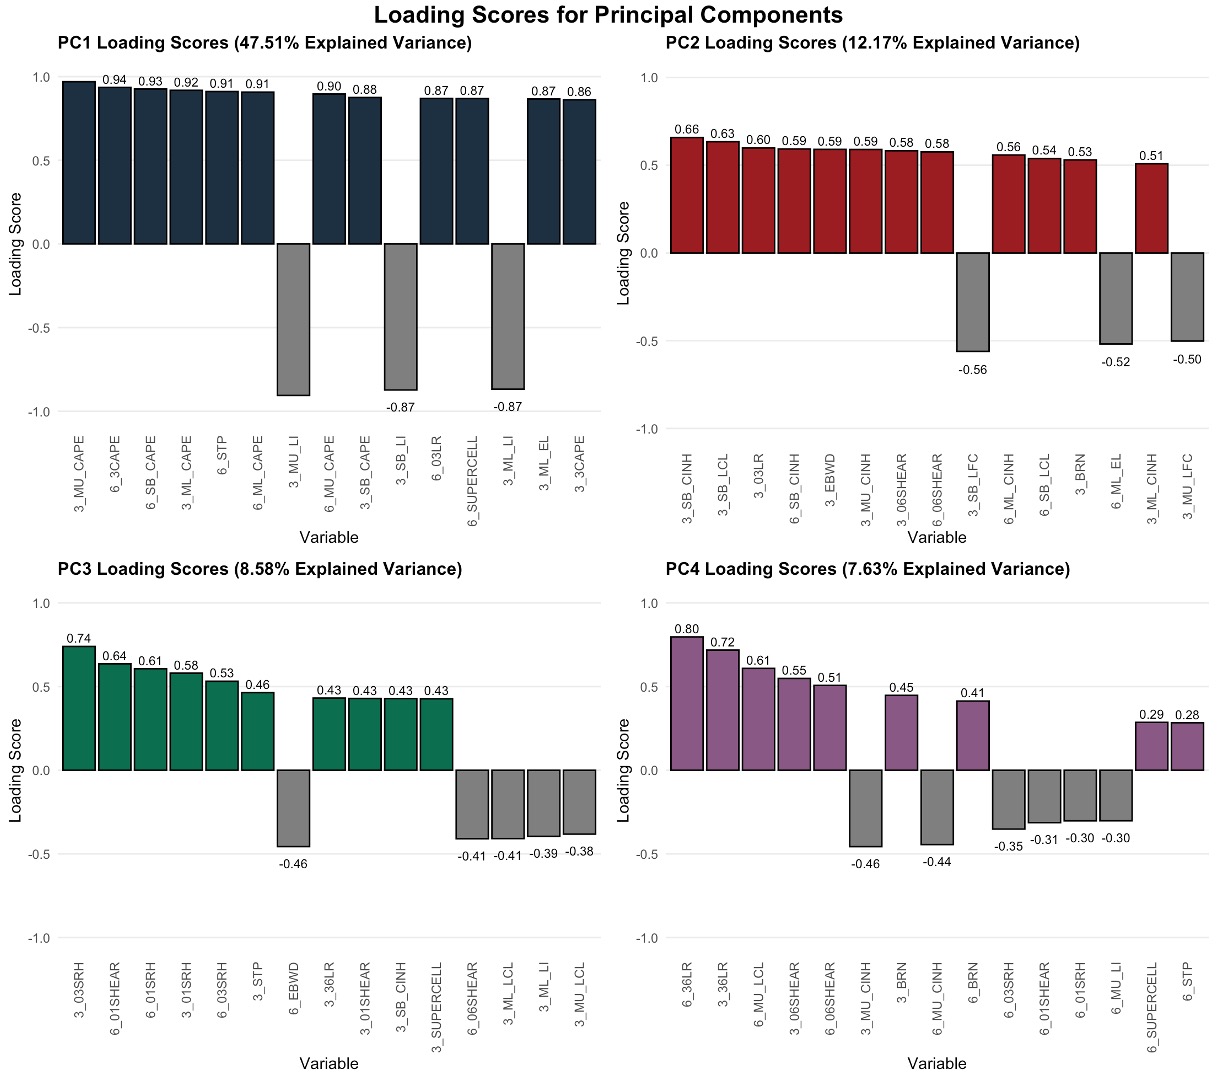 Loading Scores for Principal Components
PC1 Loading Scores (47.51% Explained Variance)
1.0
0.5
0.0
-0.5
-1.0
Loading Score
0.94 0.93 0.92 0.91 0.91 0.90 0.88 0.87 0.87 0.87 0.86
-0.87 -0.87
3_MU_CAPE
6_3CAPE
6_SB_CAPE
3_ML_CAPE
6_STP
6_ML_CAPE
3_MU_LI
6_MU_CAPE
3_SB_CAPE
3_SB_LI
6_03LR
6_SUPERCELL
3_ML_LI
3_ML_EL
3_3CAPE
Variable
PC2 Loading Scores (12.17% Explained Variance)
1.0
0.5
0.0
-0.5
-1.0
Loading Score
0.66 0.63 0.60 0.59 0.59 0.59 0.58 0.58 0.56 0.54 0.53 0.51
-0.56 -0.52 -0.50
3_SB_CINH
3_SB_LCL
3_03LR
6_SB_CINH
3_EBWD
3_MU_CINH
3_06SHEAR
6_06SHEAR
3_SB_LFC
6_ML_CINH
6_SB_LCL
3_BRN
6_ML_EL
3_ML_CINH
3_MU_LFC
Variable
PC3 Loading Scores (8.58% Explained Variance)
1.0
0.5
0.0
-0.5
-1.0
Loading Score
0.74 0.64 0.61 0.58 0.53 0.46 0.43 0.43 0.43 0.43
-0.46 -0.41 -0.41 -0.39 -0.38
3_03SRH
6_01SHEAR
6_01SRH
3_01SRH
6_03SRH
3_STP
6_EBWD
3_36LR
3_01SHEAR
3_SB_CINH
3_SUPERCELL
6_06SHEAR
3_ML_LCL
3_ML_LI
3_MU_LCL
Variable
PC4 Loading Scores (7.63% Explained Variance)
1.0
0.5
0.0
-0.5
-1.0
Loading Score
0.80 0.72 0.61 0.55 0.51 0.45 0.41 0.29 0.28
-0.46 -0.44 -0.35 -0.31 -0.30 -0.30
6_36LR
3_36LR
6_MU_LCL
3_06SHEAR
6_06SHEAR
3_MU_CINH
3_BRN
6_MU_CINH
6_BRN
6_03SRH
6_01SHEAR
6_01SRH
6_MU_LI
6_SUPERCELL
6_STP
Variable